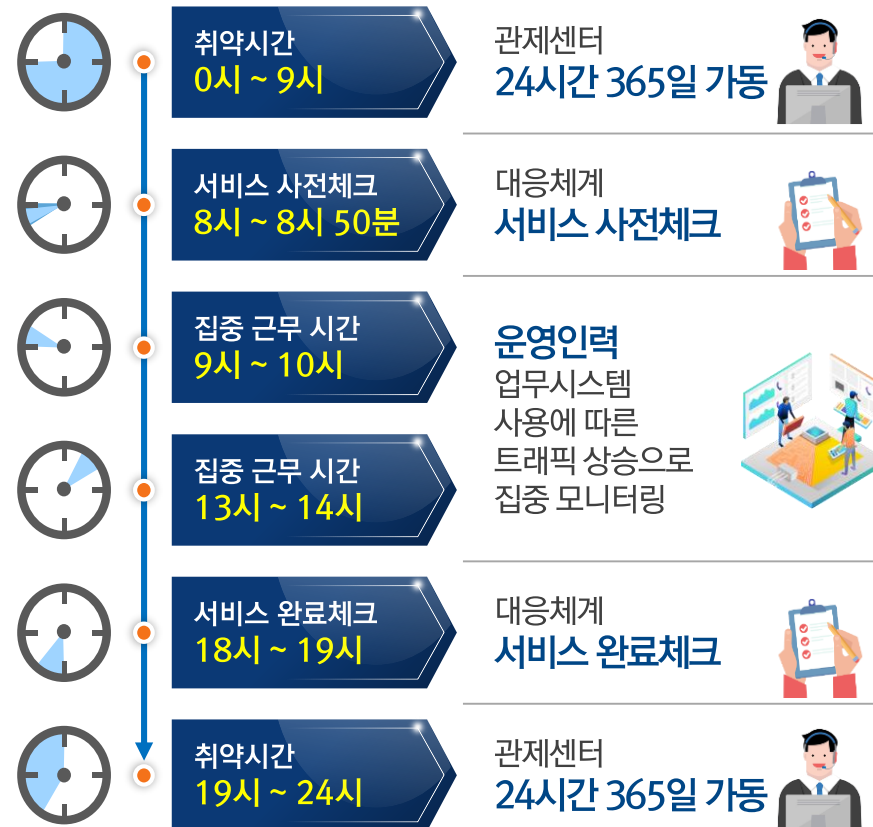 취약시간
0시 ~ 9시
관제센터
24시간 365일 가동
서비스 사전체크
8시 ~ 8시 50분
대응체계
서비스 사전체크
집중 근무 시간
9시 ~ 10시
운영인력
업무시스템
사용에 따른
트래픽 상승으로
집중 모니터링
집중 근무 시간
13시 ~ 14시
서비스 완료체크
18시 ~ 19시
대응체계
서비스 완료체크
취약시간
19시 ~ 24시
관제센터
24시간 365일 가동